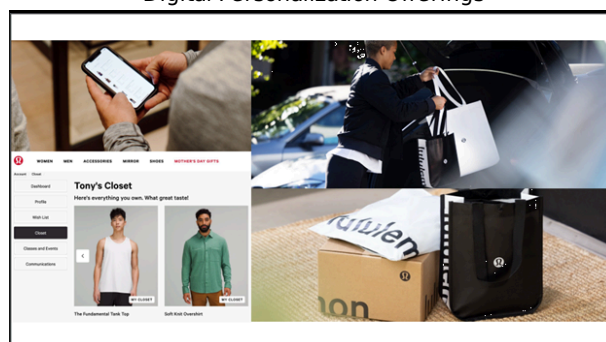 Digital Personalization Offerings
WOMEN MEN ACCESSORIES MIRROR SHOES MOTHER'S DAY GIFTS
Account Closet
Dashboard
Profile
Wish List
Closet
Classes and Events
Communications
Tony's Closet
Here's everything you own. What great taste!
MY CLOSET
MY CLOSET
The Fundamental Tank Top
Soft Knit Overshirt
lululem
non